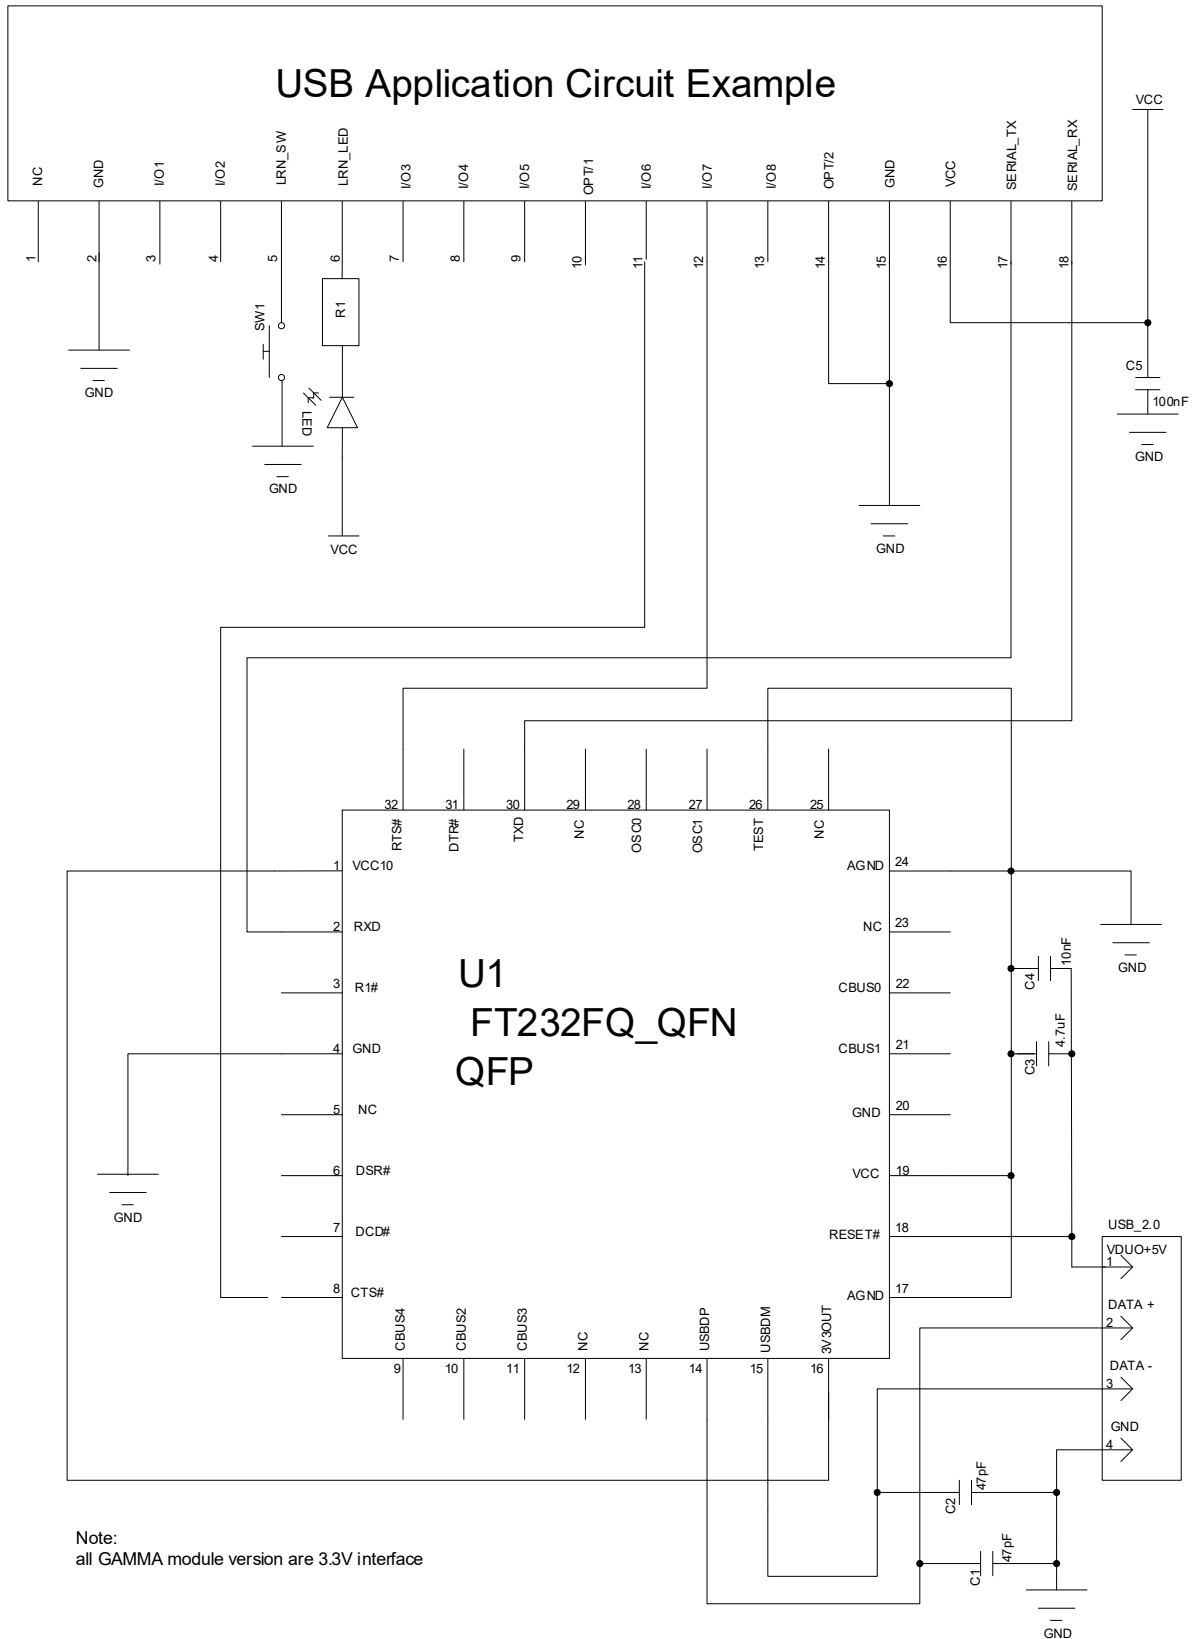 USB Application Circuit Example
NC
GND
I/O1
I/O2
LRN_SW
LRN_LED
I/O3
I/O4
I/O5
OPT/1
I/O6
I/O7
I/O8
OPT/2
GND
VCC
SERIAL_TX
SERIAL_RX
1
2
3
4
5
6
7
8
9
10
11
12
13
14
15
16
17
18
VCC
C5
100nF
GND
GND
SW1
GND
R1
LED
VCC
GND
32
31
30
29
28
27
26
25
RTS#
DTR#
TXD
NC
OSC0
OSC1
TEST
NC
1
VCC10
2
RXD
3
R1#
4
GND
5
NC
6
DSR#
7
DCD#
8
CTS#
U1
FT232FQ_QFN
QFP
AGND
24
NC
23
CBUS0
22
CBUS1
21
GND
20
VCC
19
RESET#
18
AGND
17
GND
C4
10nF
C3
4.7uF
GND
CBUS4
CBUS2
CBUS3
NC
NC
USBDP
USBDM
3V3OUT
9
10
11
12
13
14
15
16
USB_2.0
VDUO+5V
1
DATA +
2
DATA -
3
GND
4
C2
47pF
C1
47pF
GND
Note:
all GAMMA module version are 3.3V interface